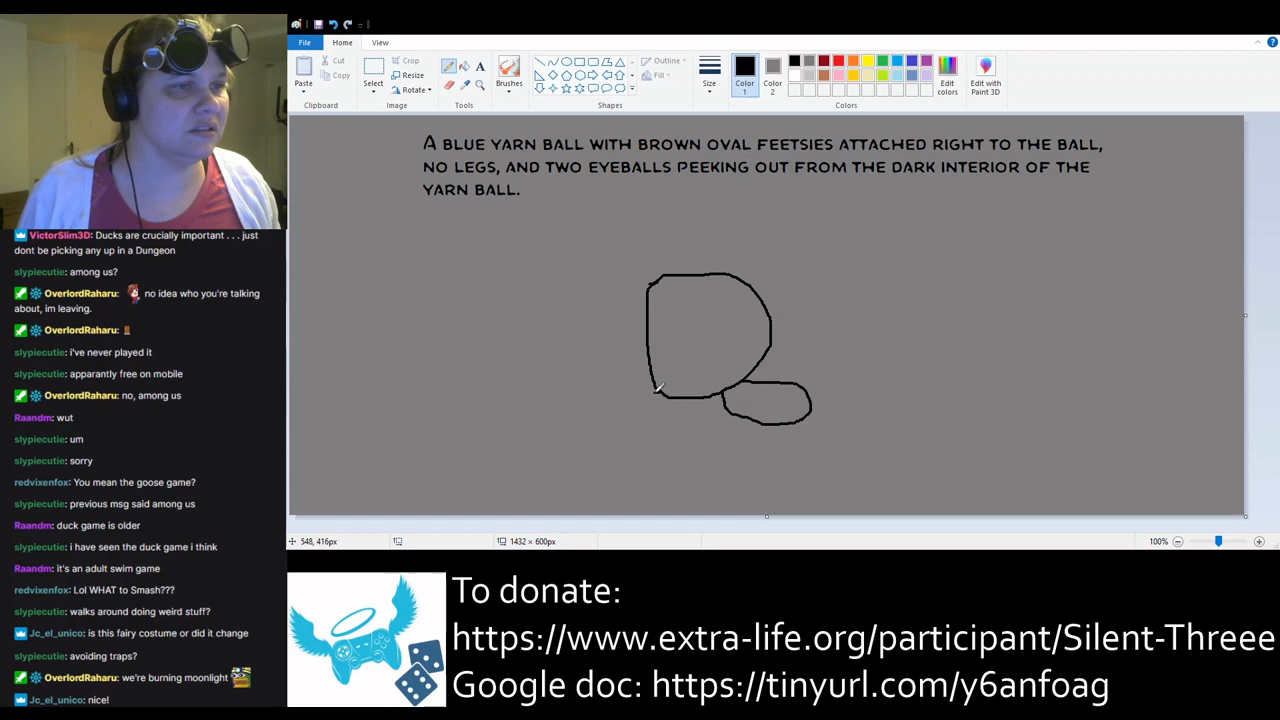 File
Home
View
Paste
Cut
Copy
Clipboard
Select
Crop
Resize
Rotate
Image
Tools
Brushes
Outline
Fill
Shapes
Size
Color
1
Color
2
Edit
colors
Colors
Edit with
Paint 3D
A BLUE YARN BALL WITH BROWN OVAL FEETSIES ATTACHED RIGHT TO THE BALL,
NO LEGS, AND TWO EYEBALLS PEEKING OUT FROM THE DARK INTERIOR OF THE
YARN BALL.
VictorSlim3D: Ducks are crucially important . . . just
dont be picking any up in a Dungeon
slypiecutie: among us?
OverlordRaharu: no idea who you're talking
about, im leaving.
OverlordRaharu:
slypiecutie: i've never played it
slypiecutie: apparantly free on mobile
OverlordRaharu: no, among us
Raandm: wut
slypiecutie: um
slypiecutie: sorry
redvixenfox: You mean the goose game?
slypiecutie: previous msg said among us
Raandm: duck game is older
slypiecutie: i have seen the duck game i think
Raandm: it's an adult swim game
redvixenfox: Lol WHAT to Smash???
slypiecutie: walks around doing weird stuff?
Jc_el_unico: is this fairy costume or did it change
slypiecutie: avoiding traps?
OverlordRaharu: we're burning moonlight
Jc_el_unico: nice!
548, 416px
1432 × 600px
100%
To donate:
https://www.extra-life.org/participant/Silent-Threee
Google doc: https://tinyurl.com/y6anfoag